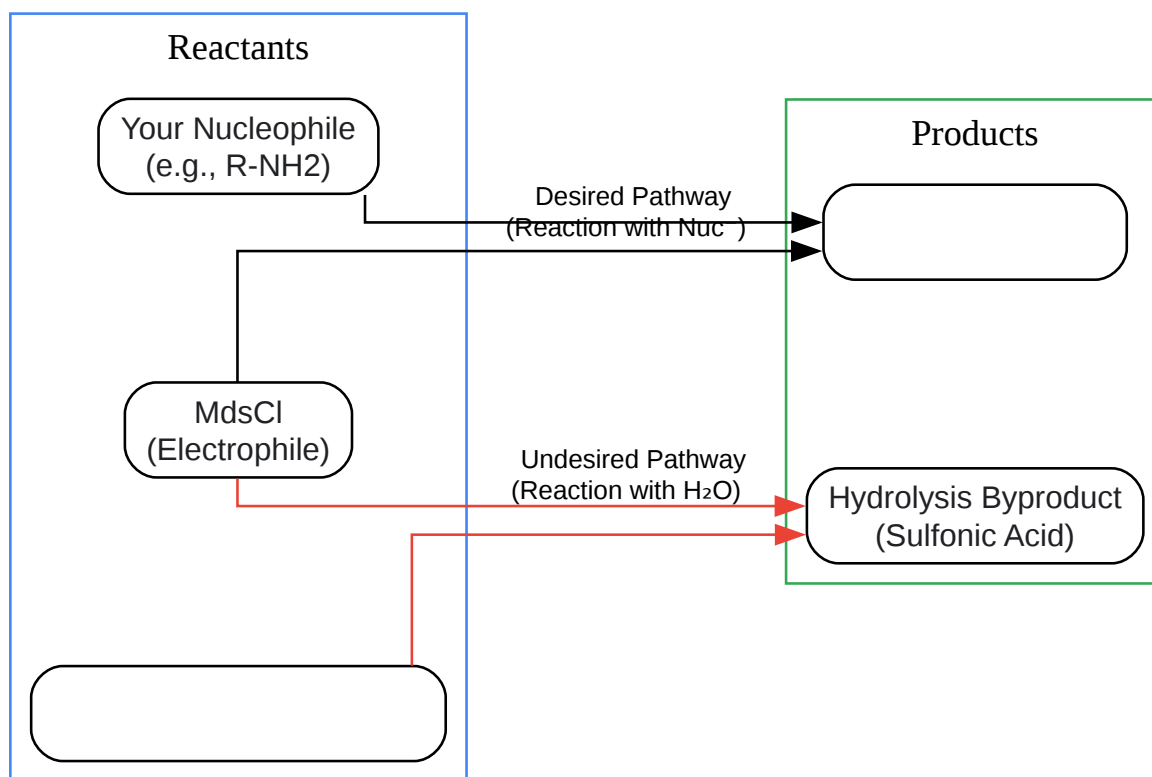 Reactants
Your Nucleophile
(e.g., R-NH2)
Products
Desired Pathway
(Reaction with Nuc⁻)
MdsCl
(Electrophile)
Undesired Pathway
(Reaction with H₂O)
Hydrolysis Byproduct
(Sulfonic Acid)